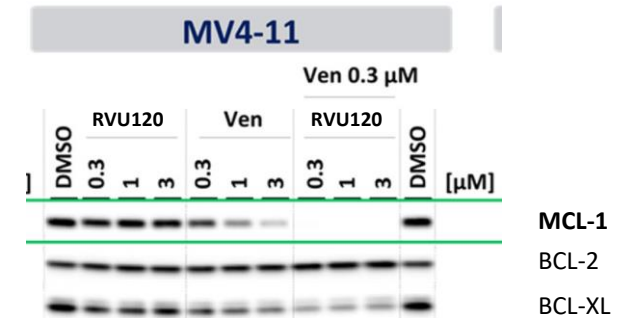 MV4-11
Ven 0.3 µM
RVU120 Ven RVU120
DMSO 0.3 1 3 0.3 1 3 0.3 1 3 DMSO
] [µM]
MCL-1
BCL-2
BCL-XL